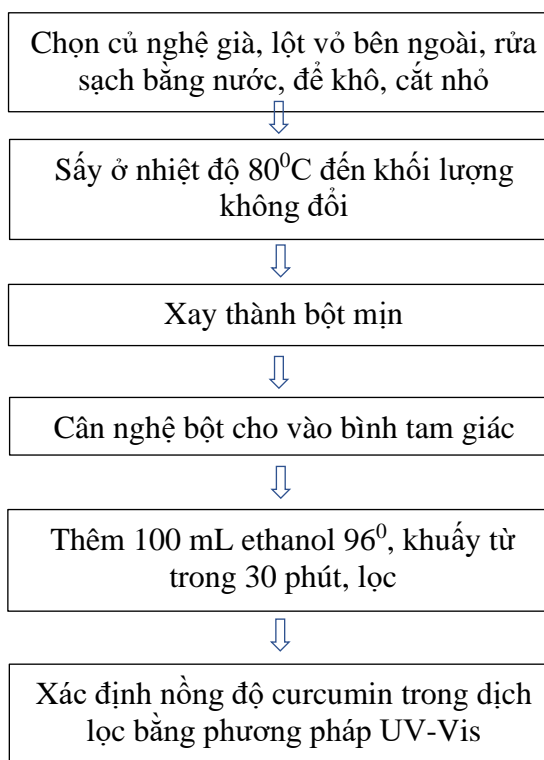 Chọn củ nghệ già, lột vỏ bên ngoài, rửa
sạch bằng nước, để khô, cắt nhỏ
Sấy ở nhiệt độ 80⁰C đến khối lượng
không đổi
Xay thành bột mịn
Cân nghệ bột cho vào bình tam giác
Thêm 100 mL ethanol 96⁰, khuấy từ
trong 30 phút, lọc
Xác định nồng độ curcumin trong dịch
lọc bằng phương pháp UV-Vis